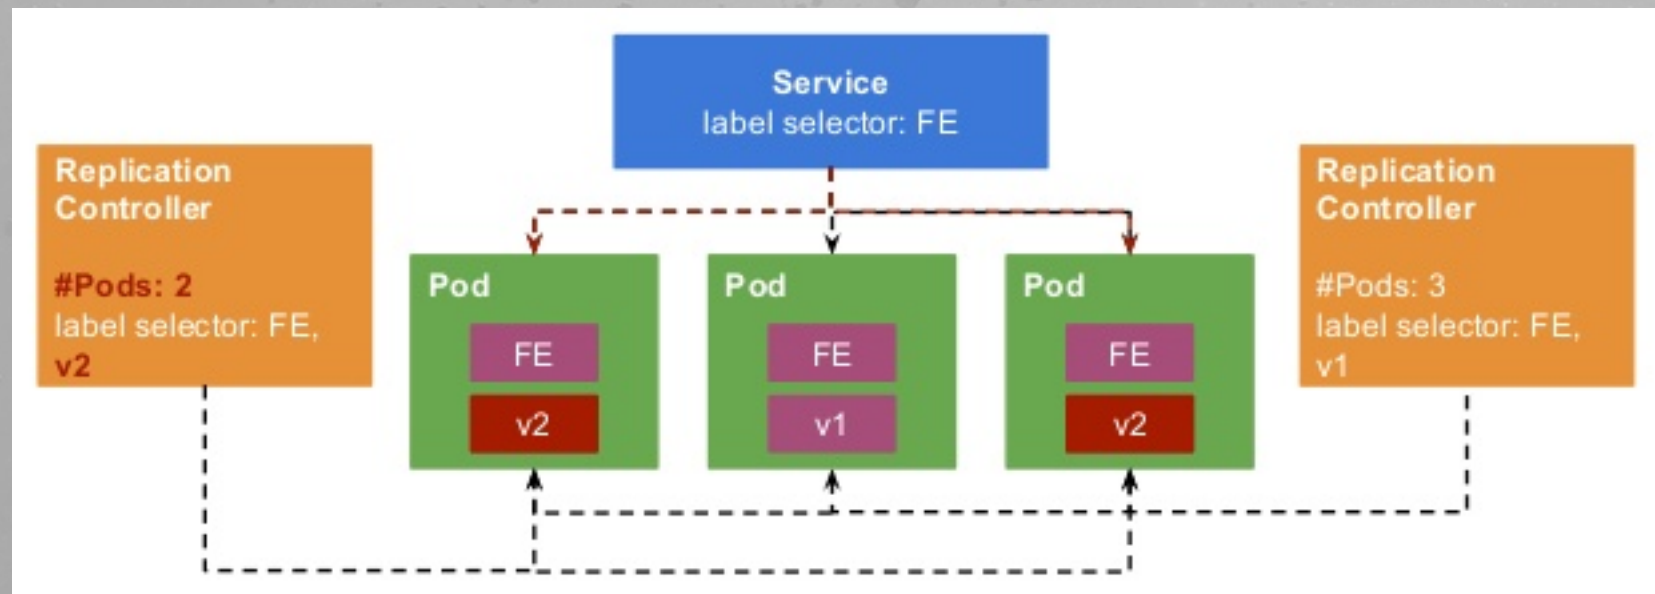 Service
label selector: FE
Replication
Controller
#Pods: 2
label selector: FE,
v2
Pod
FE
v2
Pod
FE
v1
Pod
FE
v2
Replication
Controller
#Pods: 3
label selector: FE,
v1